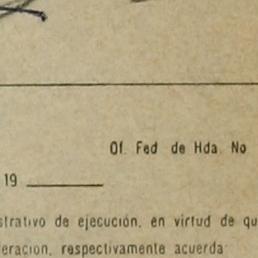 Of. Fed de Hda. No
19
strativo de ejecución, en virtud de qu
eración, respectivamente acuerda: